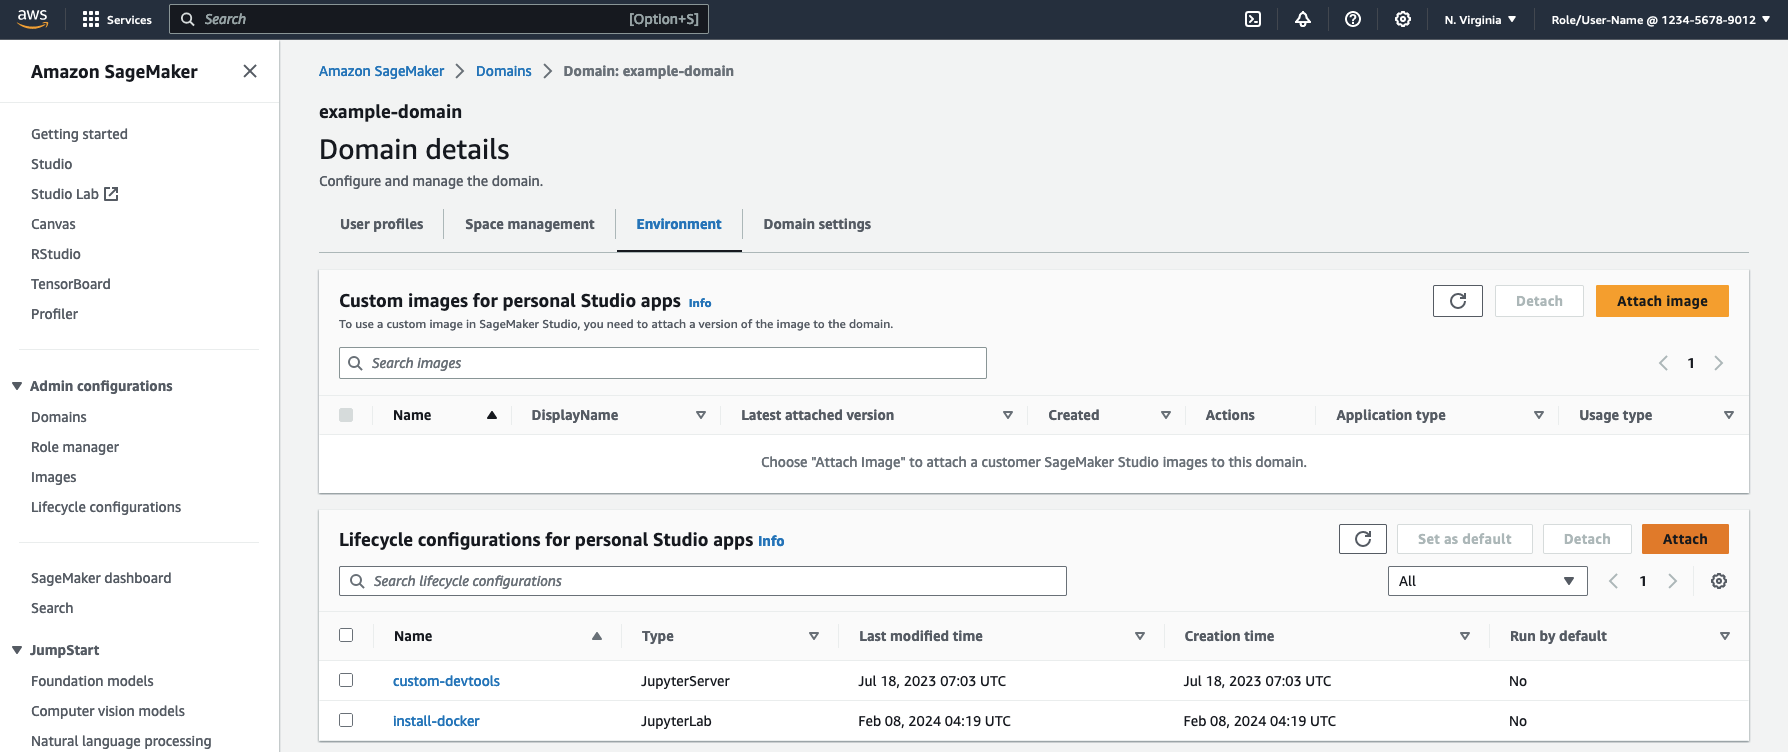 aws
Services
Search [Option+S]
N. Virginia
Role/User-Name @ 1234-5678-9012
Amazon SageMaker
Getting started
Studio
Studio Lab
Canvas
RStudio
TensorBoard
Profiler
Admin configurations
Domains
Role manager
Images
Lifecycle configurations
SageMaker dashboard
Search
JumpStart
Foundation models
Computer vision models
Natural language processing
Amazon SageMaker Domains Domain: example-domain
example-domain
Domain details
Configure and manage the domain.
User profiles Space management Environment Domain settings
Custom images for personal Studio apps Info
To use a custom image in SageMaker Studio, you need to attach a version of the image to the domain.
Detach Attach image
Search images
1
Name DisplayName Latest attached version Created Actions Application type Usage type
Choose "Attach Image" to attach a customer SageMaker Studio images to this domain.
Lifecycle configurations for personal Studio apps Info
Set as default Detach Attach
Search lifecycle configurations
All 1
Name Type Last modified time Creation time Run by default
custom-devtools JupyterServer Jul 18, 2023 07:03 UTC Jul 18, 2023 07:03 UTC No
install-docker JupyterLab Feb 08, 2024 04:19 UTC Feb 08, 2024 04:19 UTC No